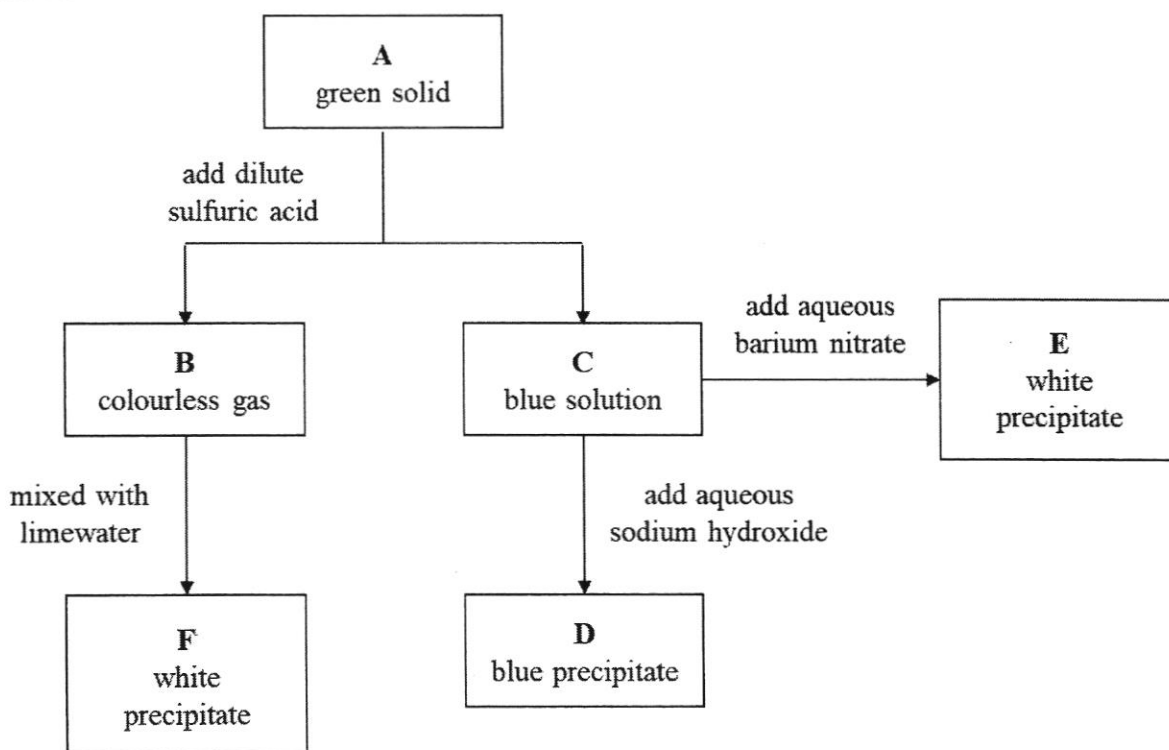 A
green solid
add dilute
sulfuric acid
B
colourless gas
C
blue solution
add aqueous
barium nitrate
E
white
precipitate
mixed with
limewater
add aqueous
sodium hydroxide
F
white
precipitate
D
blue precipitate